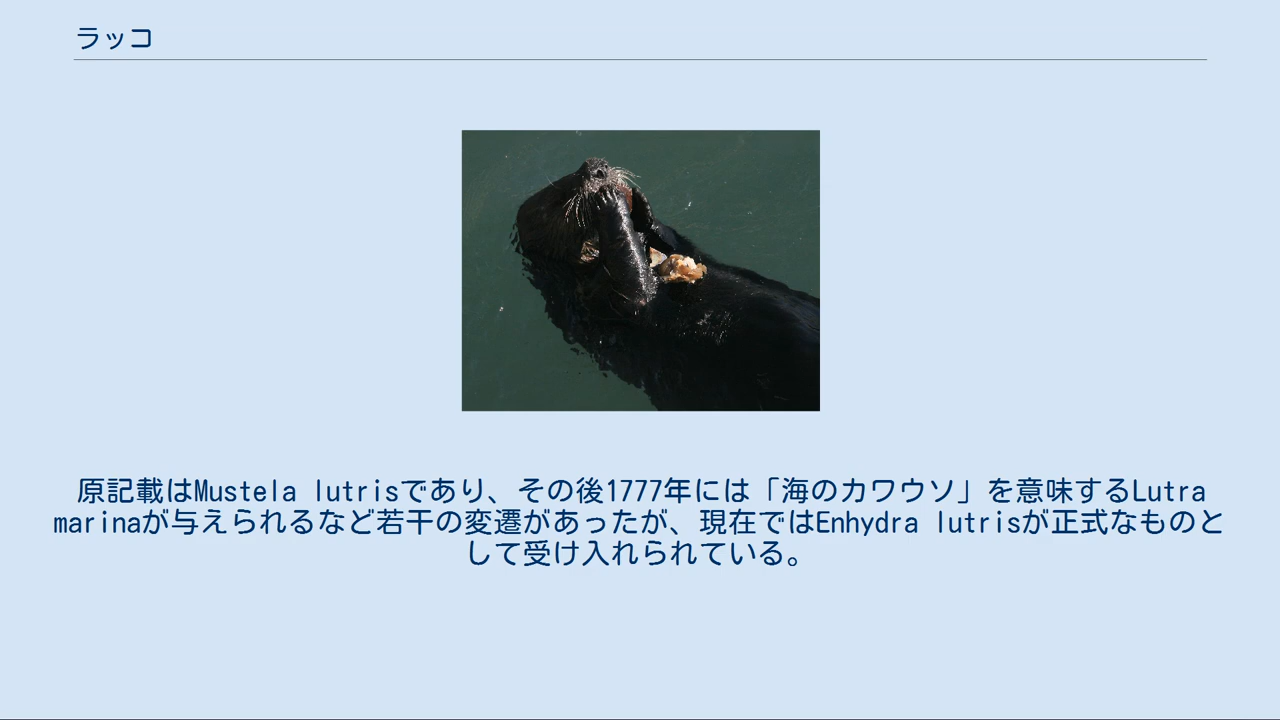 ラッコ
原記載はMustela lutrisであり、その後1777年には「海のカワウソ」を意味するLutra
marinaが与えられるなど若干の変遷があったが、現在ではEnhydra lutrisが正式なものと
して受け入れられている。